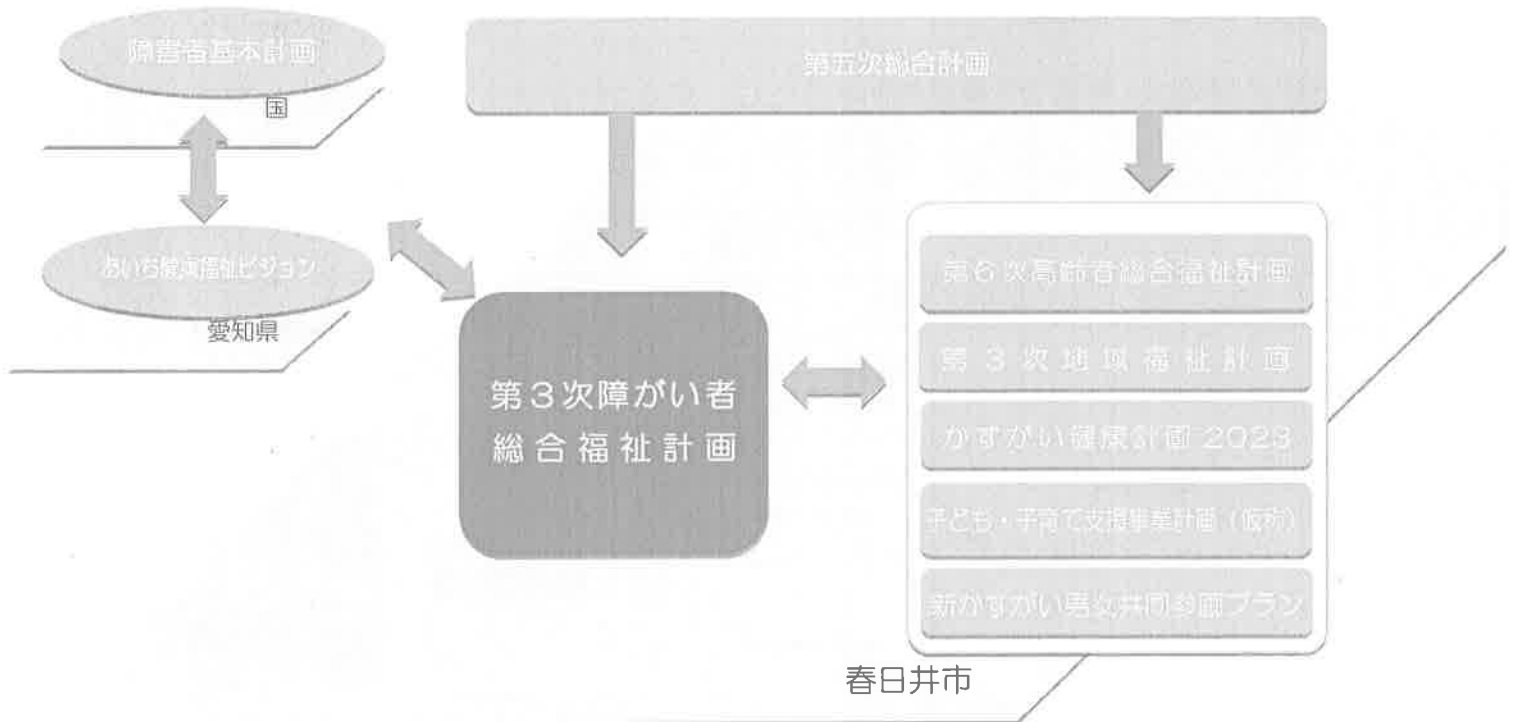 障害者基本計画
国
あいち健康福祉ビジョン
愛知県
第五次総合計画
第3次障がい者
総合福祉計画
第6次高齢者総合福祉計画
第3次地域福祉計画
かすがい健康計画2023
子ども・子育て支援事業計画（仮称）
新かすがい男女共同参画プラン
春日井市